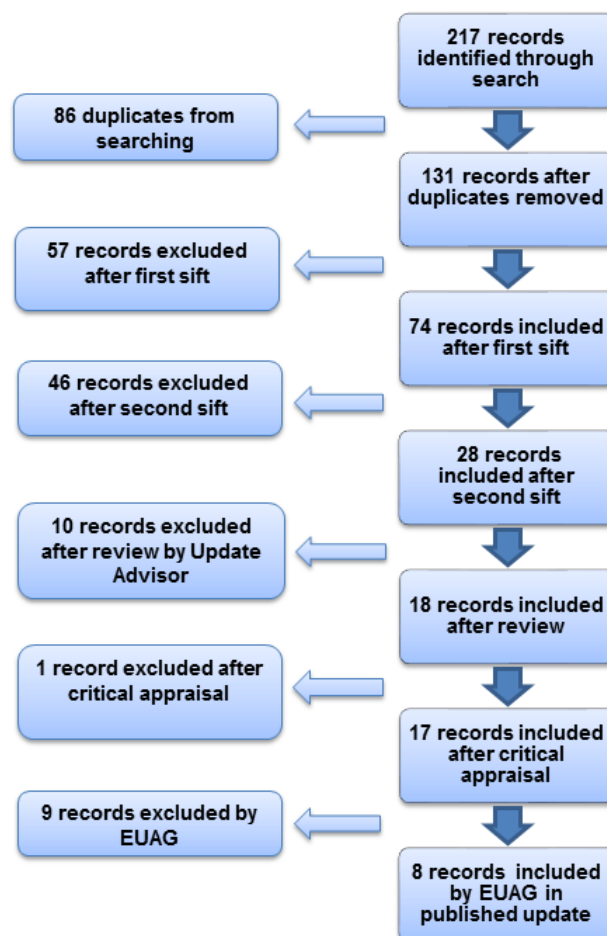 217 records
identified through
search
86 duplicates from
searching
131 records after
duplicates removed
57 records excluded
after first sift
74 records included
after first sift
46 records excluded
after second sift
28 records
included after
second sift
10 records excluded
after review by Update
Advisor
18 records included
after review
1 record excluded after
critical appraisal
17 records included
after critical
appraisal
9 records excluded by
EUAG
8 records included
by EUAG in
published update